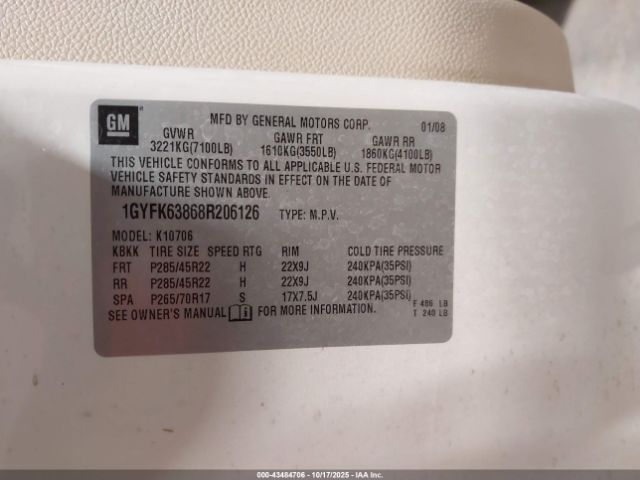 GM
MFD BY GENERAL MOTORS CORP. 01/08
GVWR GAWR FRT GAWR RR
3221KG(7100LB) 1610KG(3550LB) 1860KG(4100LB)
THIS VEHICLE CONFORMS TO ALL APPLICABLE U.S. FEDERAL MOTOR
VEHICLE SAFETY STANDARDS IN EFFECT ON THE DATE OF
MANUFACTURE SHOWN ABOVE.
1GYFK63868R206126 TYPE: M.P.V.
MODEL: K10706
KBKK TIRE SIZE SPEED RTG RIM COLD TIRE PRESSURE
FRT P285/45R22 H 22X9J 240KPA(35PSI)
RR P285/45R22 H 22X9J 240KPA(35PSI)
SPA P265/70R17 S 17X7.5J 240KPA(35PSI)
SEE OWNER'S MANUAL FOR MORE INFORMATION.
F 486 LB
T 240 LB
000-43484706 - 10/17/2025 - IAA Inc.